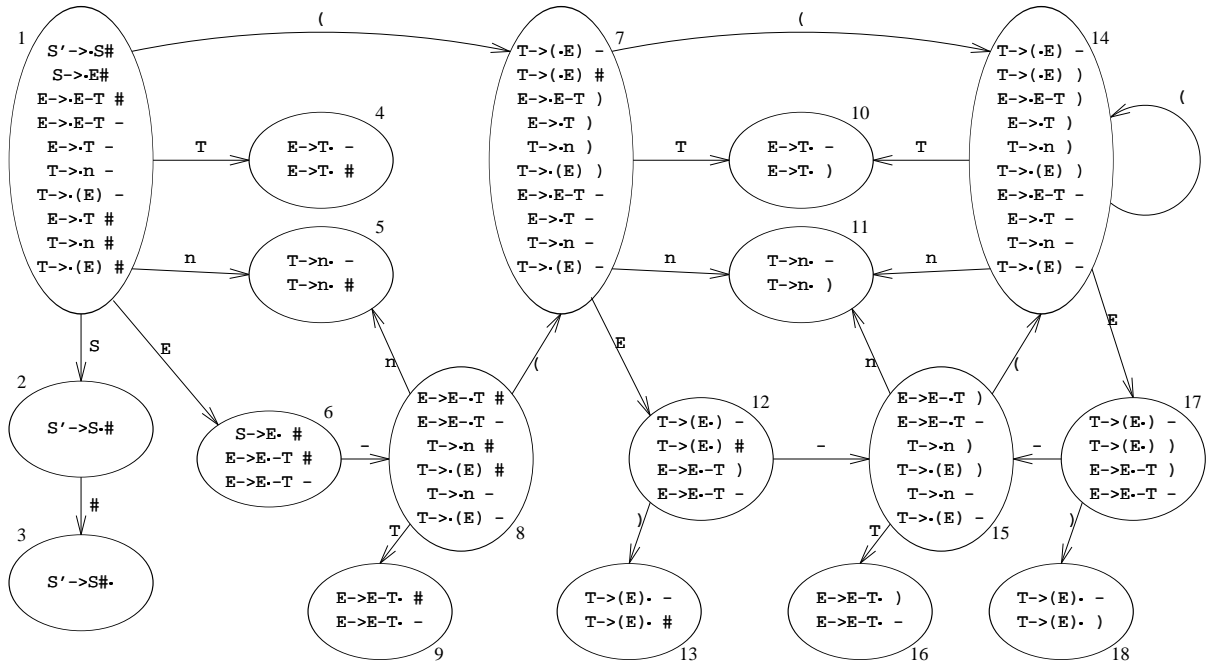 1
S'->•S#
S->•E#
E->•E-T #
E->•E-T -
E->•T -
T->•n -
T->•(E) -
E->•T #
T->•n #
T->•(E) #
(
T
4
E->T• -
E->T• #
n
5
T->n• -
T->n• #
S
E
2
S'->S•#
#
3
S'->S#•
6
S->E• #
E->E•-T #
E->E•-T -
-
n
(
E->E-•T #
E->E-•T -
T->•n #
T->•(E) #
T->•n -
T->•(E) -
8
T
E->E-T• #
E->E-T• -
9
7
T->(•E) -
T->(•E) #
E->•E-T )
E->•T )
T->•n )
T->•(E) )
E->•E-T -
E->•T -
T->•n -
T->•(E) -
(
T
10
E->T• -
E->T• )
T
n
11
T->n• -
T->n• )
n
E
12
T->(E•) -
T->(E•) #
E->E•-T )
E->E•-T -
-
)
T->(E)• -
T->(E)• #
13
n
(
E->E-•T )
E->E-•T -
T->•n )
T->•(E) )
T->•n -
T->•(E) -
15
T
E->E-T• )
E->E-T• -
16
14
T->(•E) -
T->(•E) )
E->•E-T )
E->•T )
T->•n )
T->•(E) )
E->•E-T -
E->•T -
T->•n -
T->•(E) -
(
E
17
T->(E•) -
T->(E•) )
E->E•-T )
E->E•-T -
-
)
T->(E)• -
T->(E)• )
18